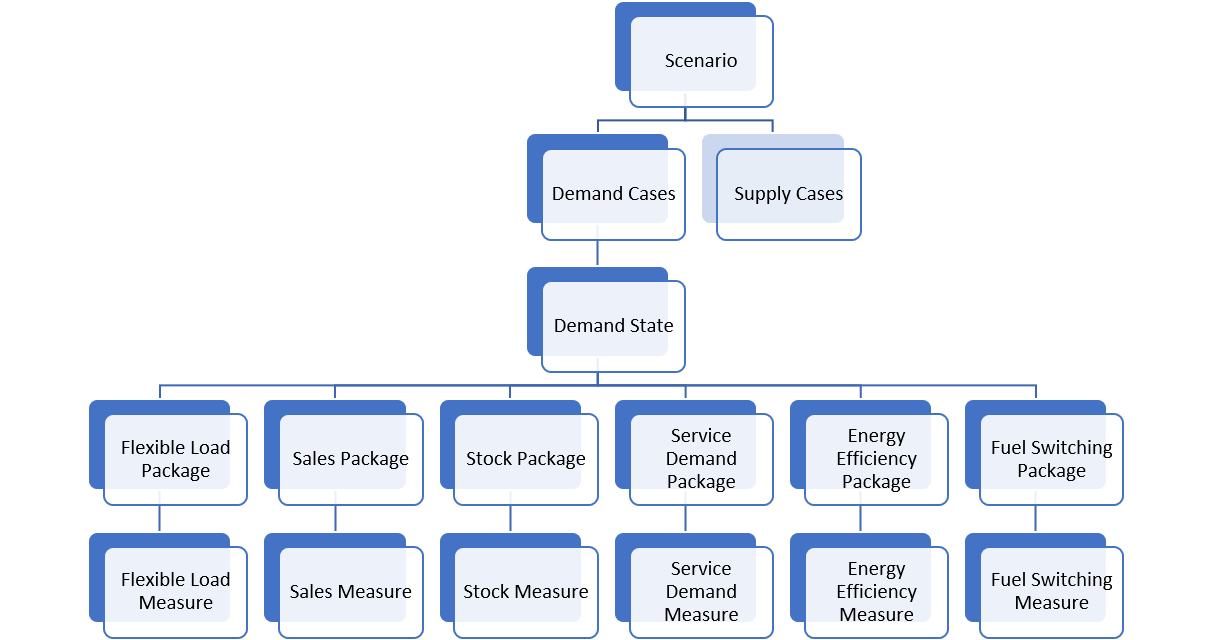 Scenario
Demand Cases
Supply Cases
Demand State
Flexible Load
Package
Sales Package
Stock Package
Service
Demand
Package
Energy
Efficiency
Package
Fuel Switching
Package
Flexible Load
Measure
Sales Measure
Stock Measure
Service
Demand
Measure
Energy
Efficiency
Measure
Fuel Switching
Measure